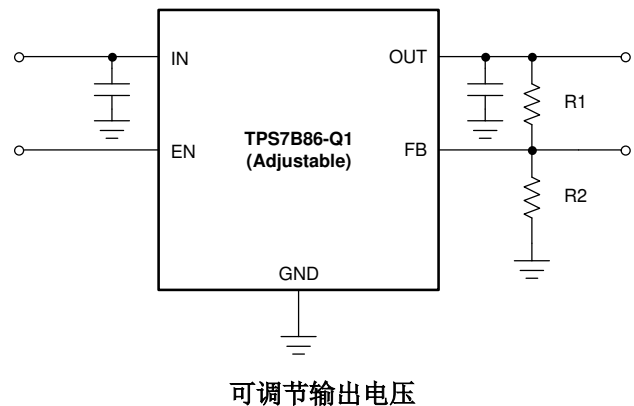 IN
OUT
R1
TPS7B86-Q1
(Adjustable)
EN
FB
R2
GND
可调节输出电压